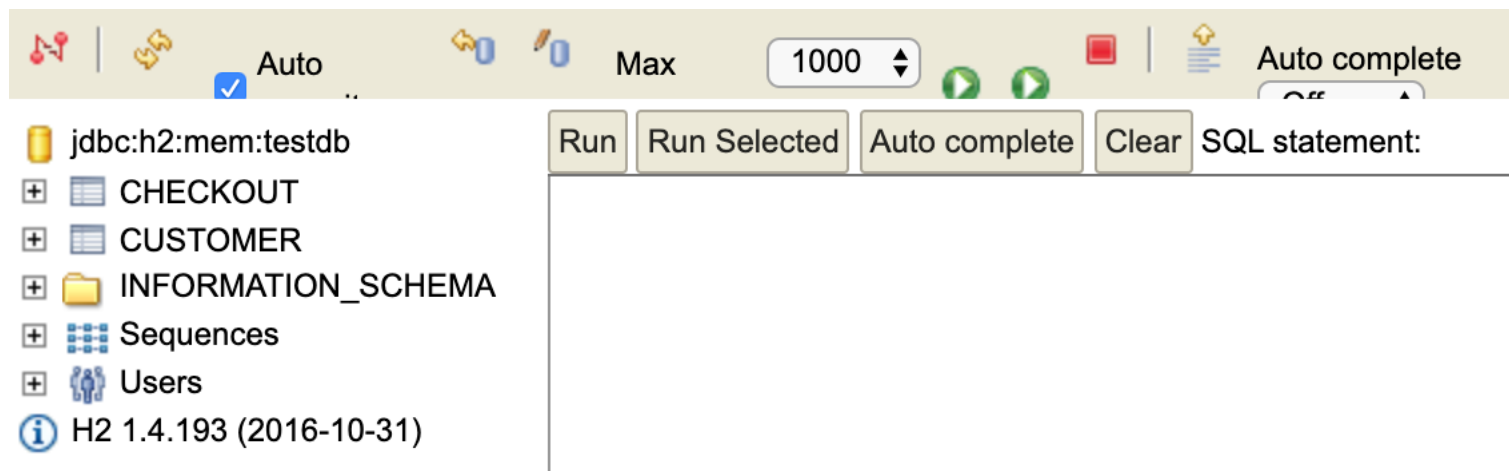 Auto
Max
1000
Auto complete
jdbc:h2:mem:testdb
Run
Run Selected
Auto complete
Clear
SQL statement:
CHECKOUT
CUSTOMER
INFORMATION_SCHEMA
Sequences
Users
H2 1.4.193 (2016-10-31)